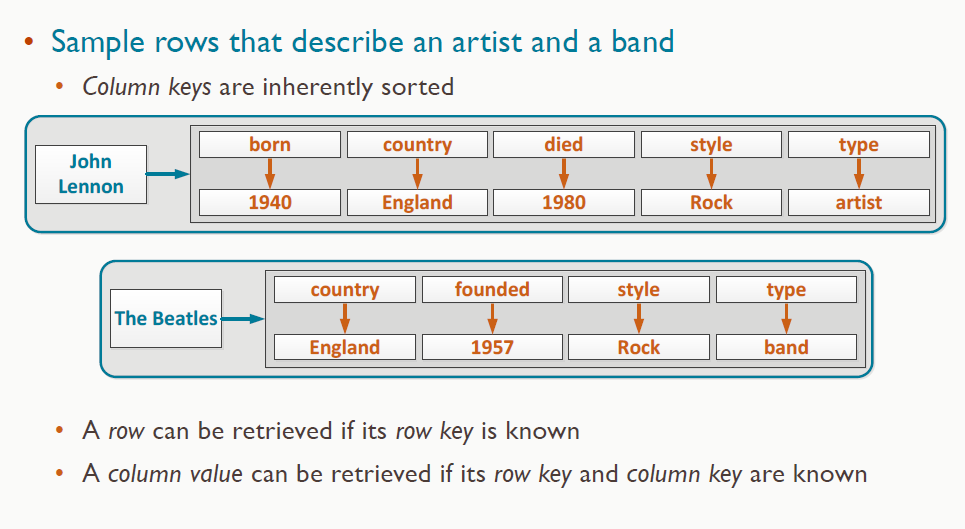 • Sample rows that describe an artist and a band
• Column keys are inherently sorted
born country died style type
John
Lennon
1940 England 1980 Rock artist
country founded style type
The Beatles
England 1957 Rock band
• A row can be retrieved if its row key is known
• A column value can be retrieved if its row key and column key are known